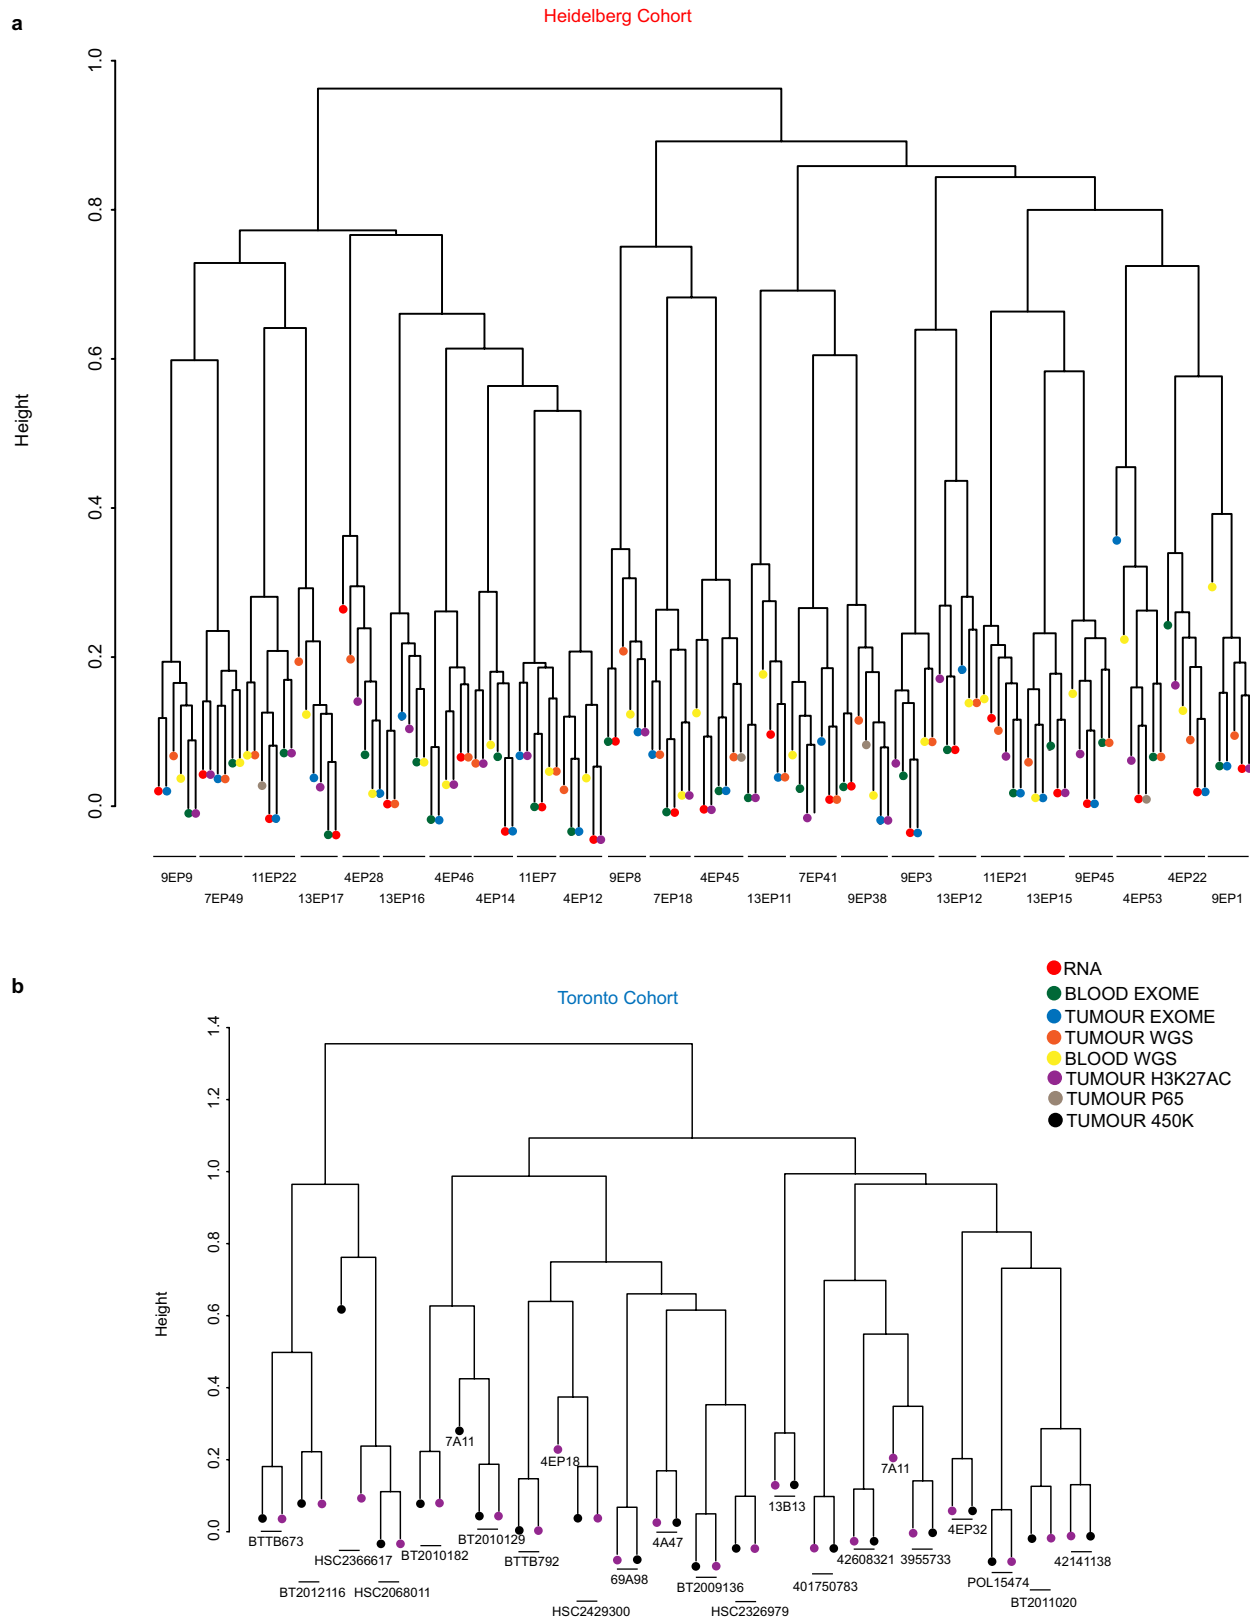 a
Heidelberg Cohort
1.0
0.8
0.6
0.4
0.2
0.0
Height
9EP9
11EP22
4EP28
4EP46
11EP7
9EP8
4EP45
7EP41
9EP3
11EP21
9EP45
4EP22
7EP49
13EP17
13EP16
4EP14
4EP12
7EP18
13EP11
9EP38
13EP12
13EP15
4EP53
9EP1
b
Toronto Cohort
RNA
BLOOD EXOME
TUMOUR EXOME
TUMOUR WGS
BLOOD WGS
TUMOUR H3K27AC
TUMOUR P65
TUMOUR 450K
1.4
1.2
1.0
0.8
0.6
0.4
0.2
0.0
Height
7A11
4EP18
7A11
13B13
BTTB673
BT2010129
4A47
4EP32
HSC2366617
BT2010182
BTTB792
42608321
3955733
42141138
BT2012116
HSC2068011
69A98
BT2009136
401750783
POL15474
HSC2429300
HSC2326979
BT2011020